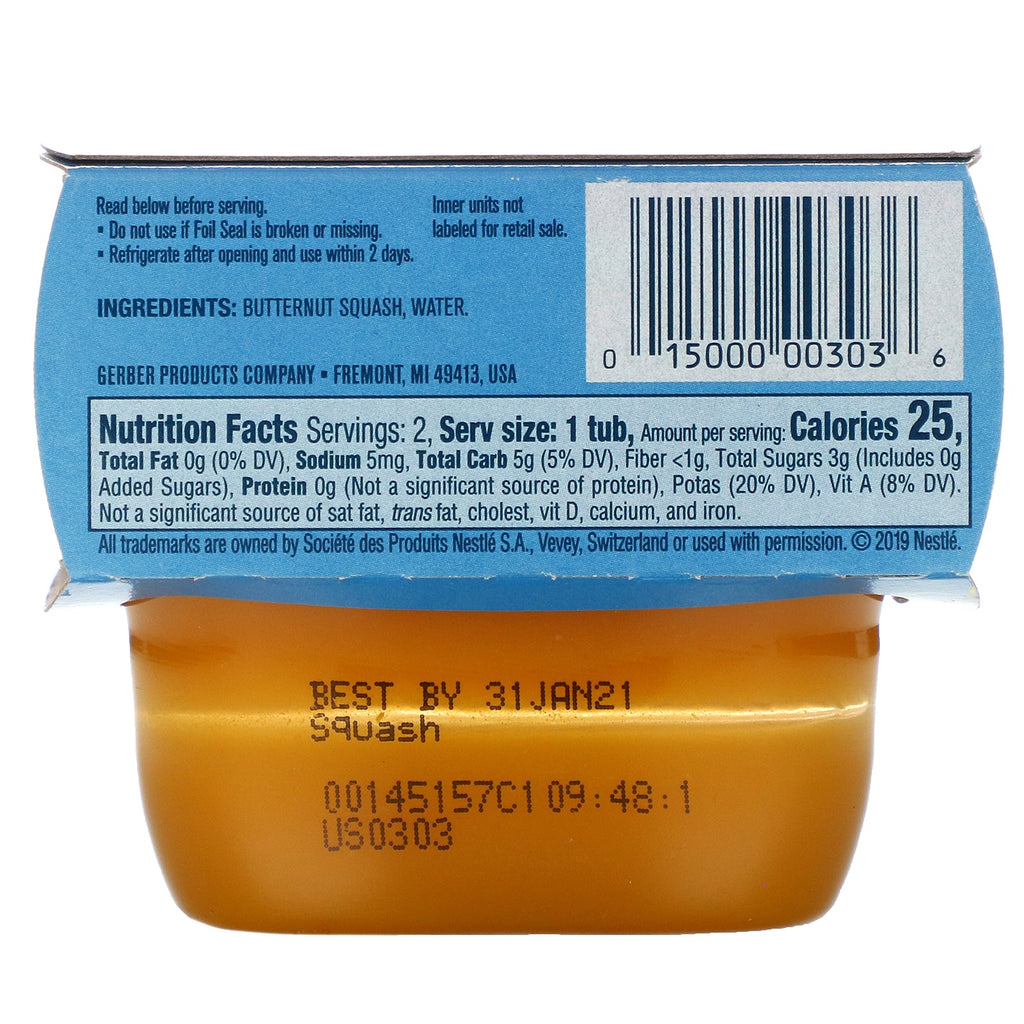 Read below before serving.
▪ Do not use if Foil Seal is broken or missing.
▪ Refrigerate after opening and use within 2 days.
Inner units not
labeled for retail sale.
INGREDIENTS: BUTTERNUT SQUASH, WATER.
GERBER PRODUCTS COMPANY ▪ FREMONT, MI 49413, USA
0 15000 00303 6
Nutrition Facts Servings: 2, Serv size: 1 tub, Amount per serving: Calories 25,
Total Fat 0g (0% DV), Sodium 5mg, Total Carb 5g (5% DV), Fiber <1g, Total Sugars 3g (Includes 0g
Added Sugars), Protein 0g (Not a significant source of protein), Potas (20% DV), Vit A (8% DV).
Not a significant source of sat fat, trans fat, cholest, vit D, calcium, and iron.
All trademarks are owned by Société des Produits Nestlé S.A., Vevey, Switzerland or used with permission. © 2019 Nestlé.
BEST BY 31JAN21
Squash
00145157C1 09:48:1
US0303